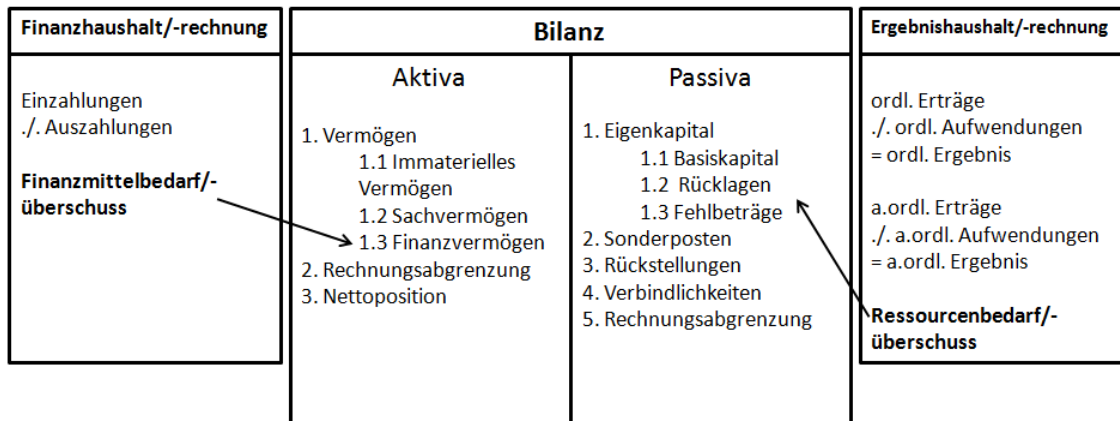 Finanzhaushalt/-rechnung
Einzahlungen
./. Auszahlungen
Finanzmittelbedarf/-
überschuss
Bilanz
Aktiva
1. Vermögen
1.1 Immaterielles
Vermögen
1.2 Sachvermögen
1.3 Finanzvermögen
2. Rechnungsabgrenzung
3. Nettoposition
Passiva
1. Eigenkapital
1.1 Basiskapital
1.2 Rücklagen
1.3 Fehlbeträge
2. Sonderposten
3. Rückstellungen
4. Verbindlichkeiten
5. Rechnungsabgrenzung
Ergebnishaushalt/-rechnung
ordl. Erträge
./. ordl. Aufwendungen
= ordl. Ergebnis
a.ordl. Erträge
./. a.ordl. Aufwendungen
= a.ordl. Ergebnis
Ressourcenbedarf/-
überschuss